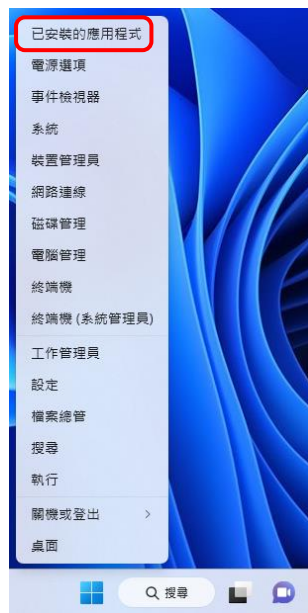 已安裝的應用程式
電源選項
事件檢視器
系統
裝置管理員
網路連線
磁碟管理
電腦管理
終端機
終端機 (系統管理員)
工作管理員
設定
檔案總管
搜尋
執行
關機或登出
桌面
搜尋